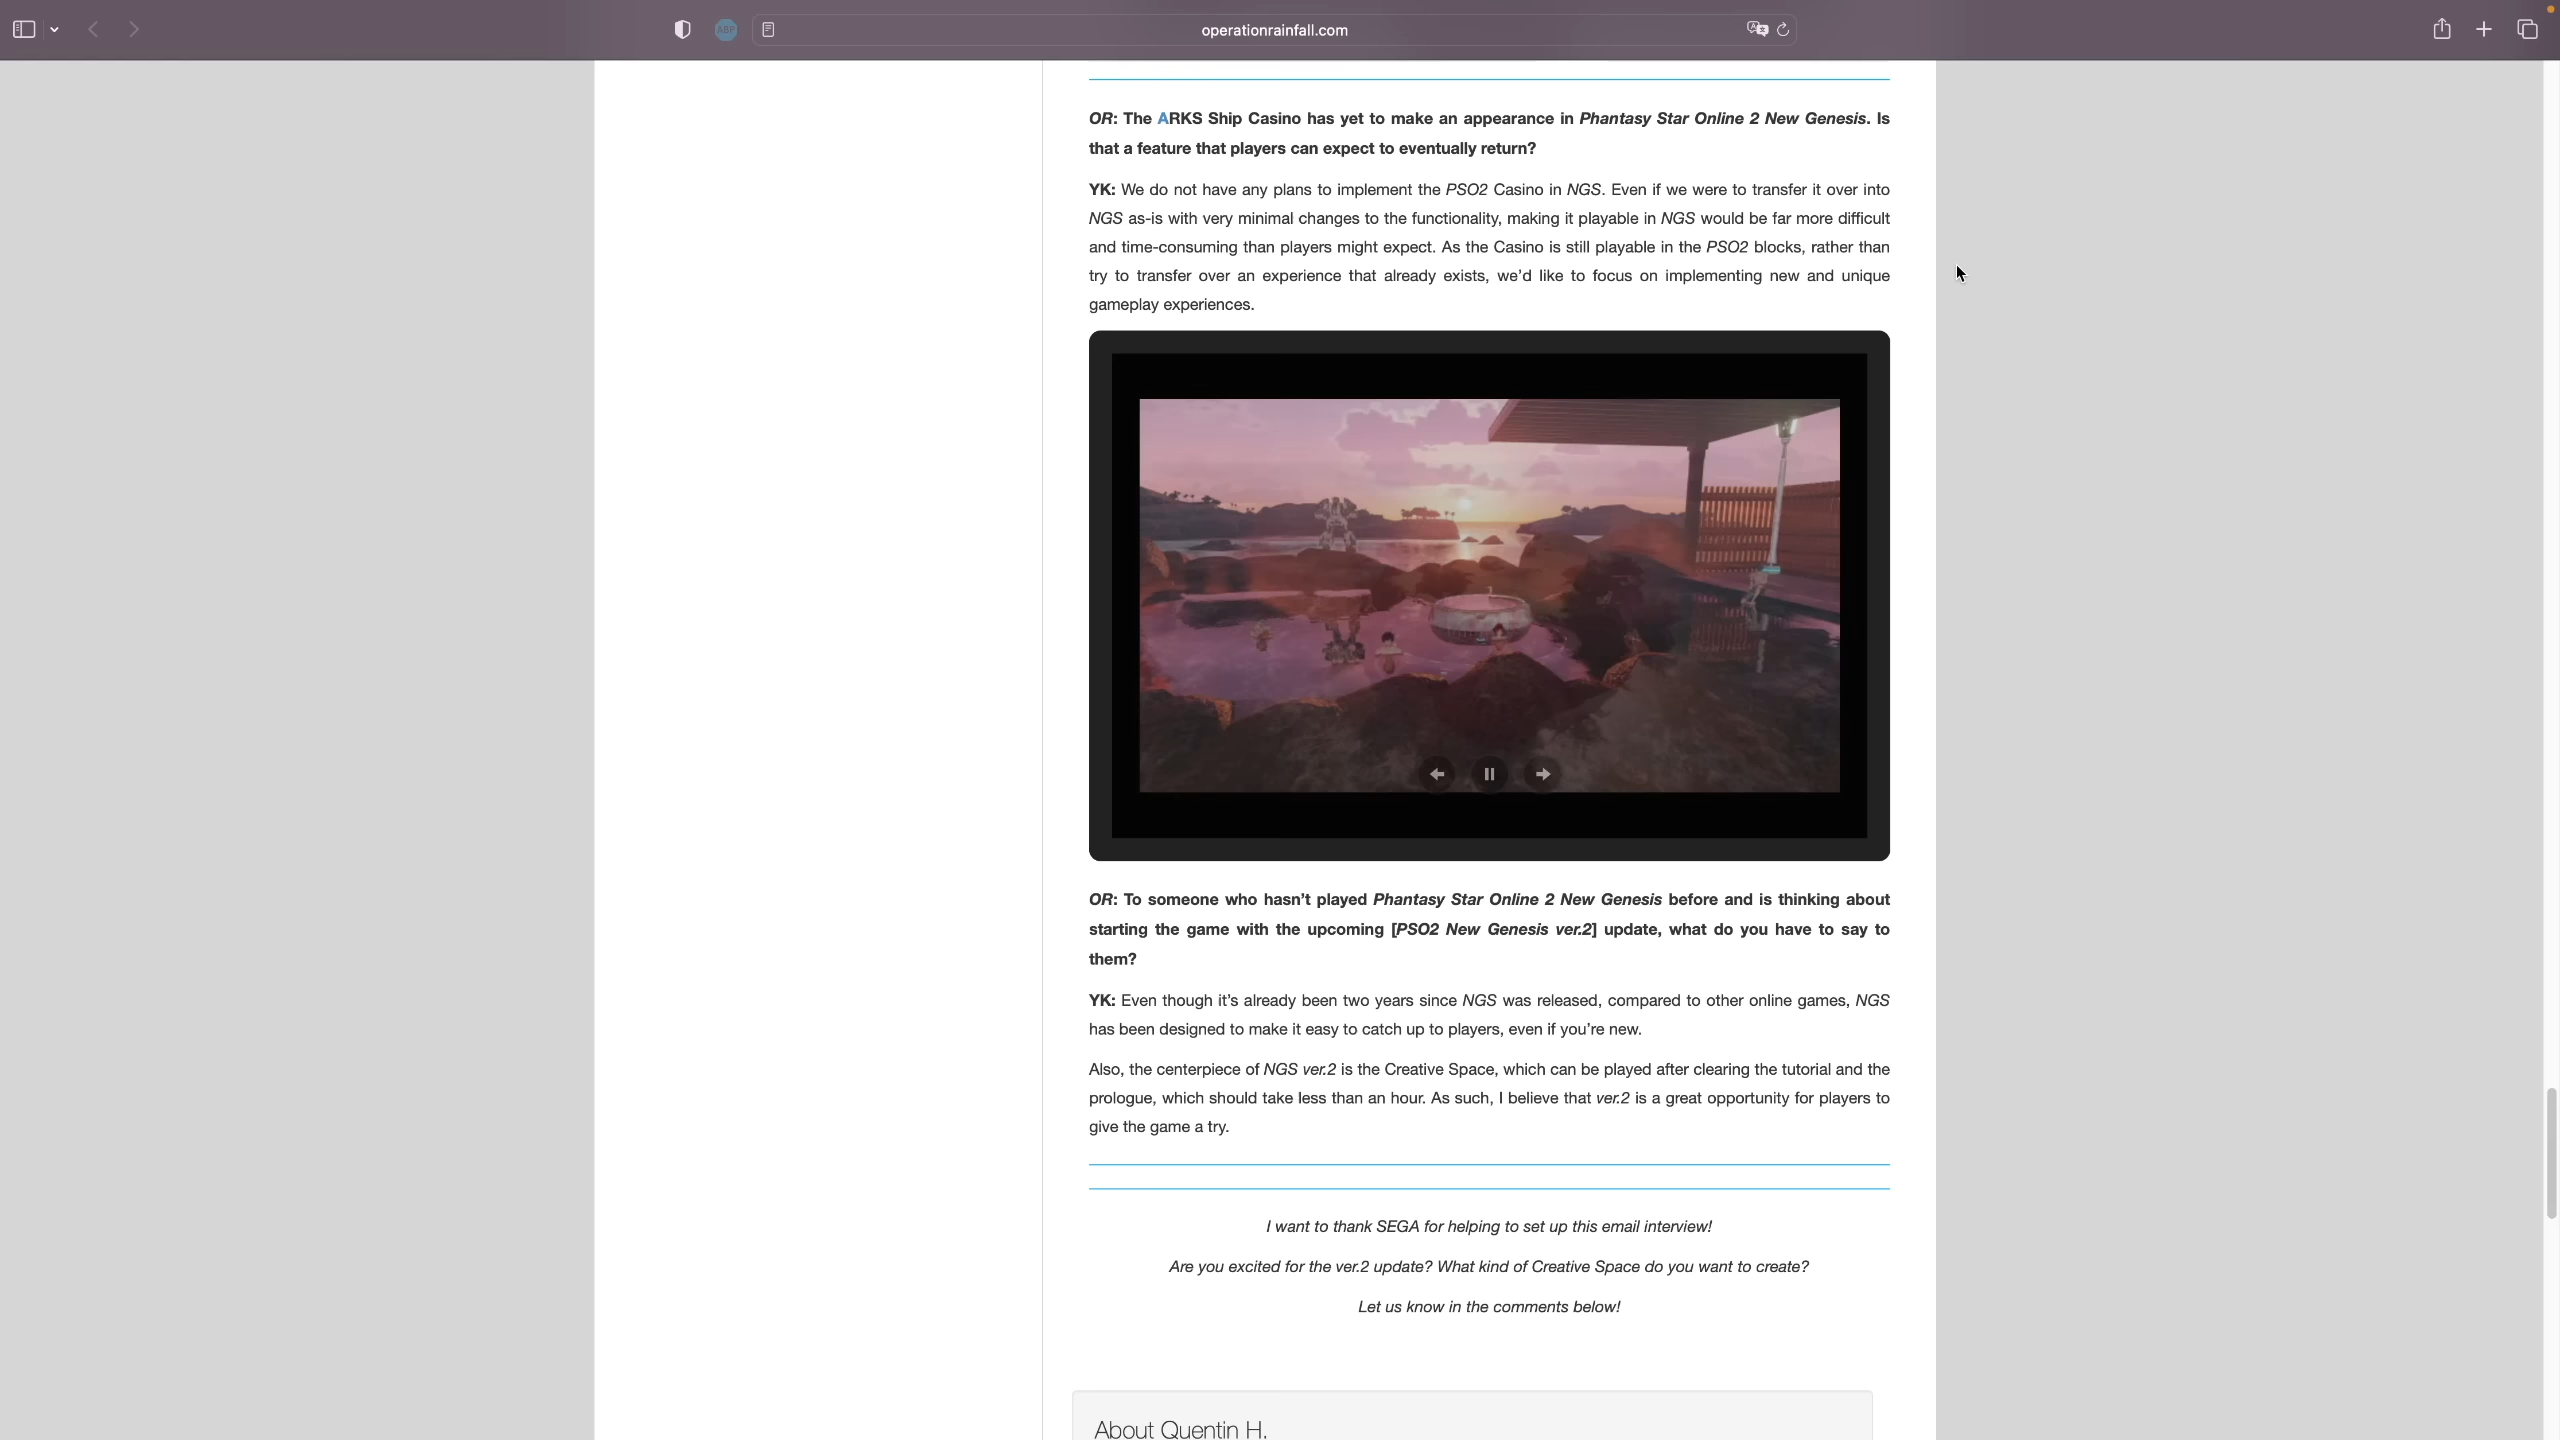 operationrainfall.com
OR: The ARKS Ship Casino has yet to make an appearance in Phantasy Star Online 2 New Genesis. Is
that a feature that players can expect to eventually return?
YK: We do not have any plans to implement the PSO2 Casino in NGS. Even if we were to transfer it over into
NGS as-is with very minimal changes to the functionality, making it playable in NGS would be far more difficult
and time-consuming than players might expect. As the Casino is still playable in the PSO2 blocks, rather than
try to transfer over an experience that already exists, we’d like to focus on implementing new and unique
gameplay experiences.
OR: To someone who hasn’t played Phantasy Star Online 2 New Genesis before and is thinking about
starting the game with the upcoming [PSO2 New Genesis ver.2] update, what do you have to say to
them?
YK: Even though it’s already been two years since NGS was released, compared to other online games, NGS
has been designed to make it easy to catch up to players, even if you’re new.
Also, the centerpiece of NGS ver.2 is the Creative Space, which can be played after clearing the tutorial and the
prologue, which should take less than an hour. As such, I believe that ver.2 is a great opportunity for players to
give the game a try.
I want to thank SEGA for helping to set up this email interview!
Are you excited for the ver.2 update? What kind of Creative Space do you want to create?
Let us know in the comments below!
About Quentin H.